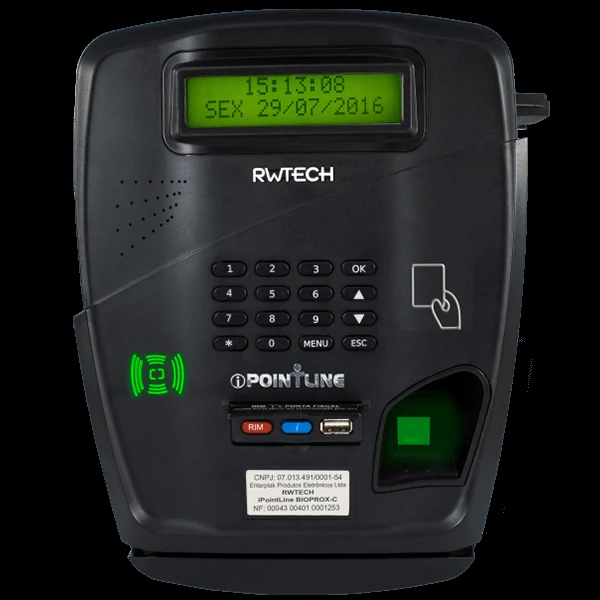 15:13:08
SEX 29/07/2016
RWTECH
1 2 3 OK
4 5 6 ▲
7 8 9 ▼
* 0 MENU ESC
iPOINTLINE
PORTA FISCAL
RIM i
CNPJ: 07.013.491/0001-54
Enterplak Produtos Eletrônicos Ltda
RWTECH
iPointLine BIOPROX-C
NF: 00043 00401 0001253